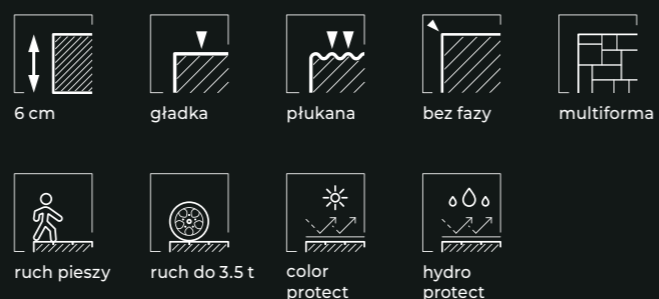 6 cm
gładka
płukana
bez fazy
multiforma
ruch pieszy
ruch do 3.5 t
color
protect
hydro
protect